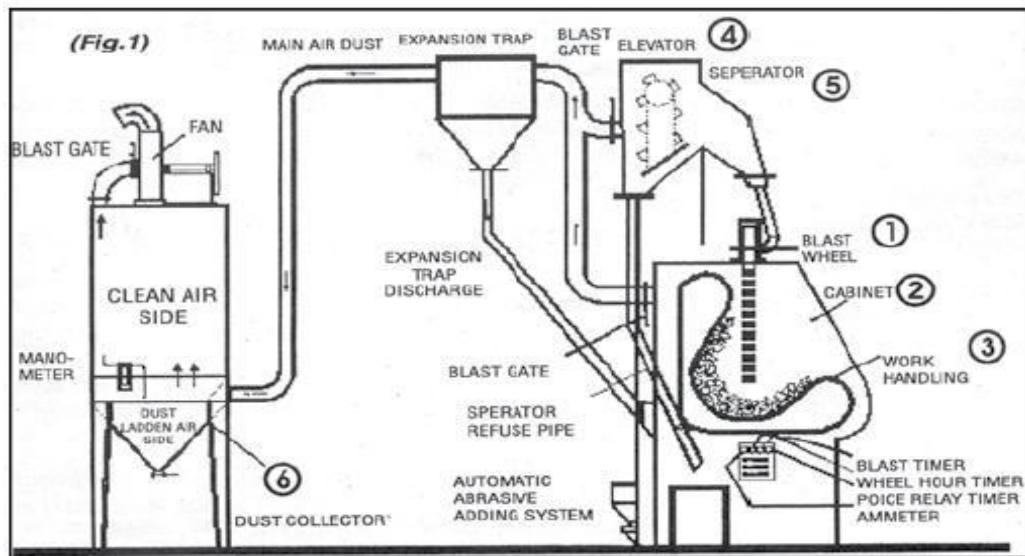 (Fig.1)
MAIN AIR DUST
EXPANSION TRAP
BLAST
GATE
ELEVATOR
4
SEPERATOR
5
FAN
BLAST GATE
EXPANSION
TRAP
DISCHARGE
1
BLAST
WHEEL
CLEAN AIR
SIDE
CABINET
2
3
MANO-
METER
WORK
HANDLING
BLAST GATE
DUST
LADDEN AIR
SIDE
SPERATOR
REFUSE PIPE
6
BLAST TIMER
WHEEL HOUR TIMER
POICE RELAY TIMER
AMMETER
AUTOMATIC
ABRASIVE
ADDING SYSTEM
DUST COLLECTOR